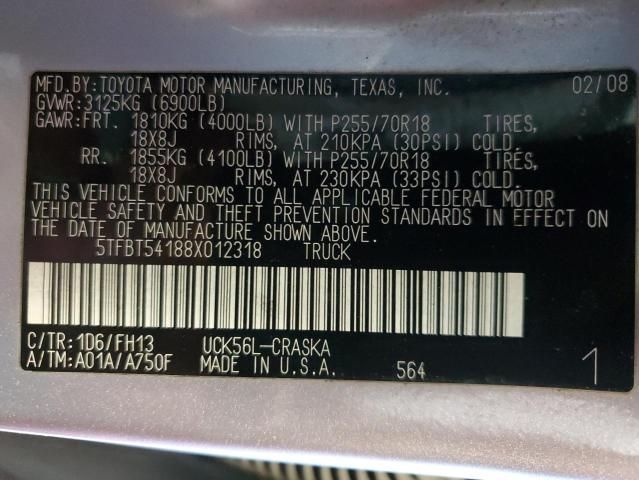 MFD.BY:TOYOTA MOTOR MANUFACTURING, TEXAS, INC. 02/08
GVWR:3125KG (6900LB)
GAWR:FRT. 1810KG (4000LB) WITH P255/70R18 TIRES,
18X8J RIMS, AT 210KPA (30PSI) COLD.
RR. 1855KG (4100LB) WITH P255/70R18 TIRES,
18X8J RIMS, AT 230KPA (33PSI) COLD.
THIS VEHICLE CONFORMS TO ALL APPLICABLE FEDERAL MOTOR
VEHICLE SAFETY AND THEFT PREVENTION STANDARDS IN EFFECT ON
THE DATE OF MANUFACTURE SHOWN ABOVE.
5TFBT54188X012318 TRUCK
C/TR:1D6/FH13 UCK56L-CRASKA
A/TM:A01A/A750F MADE IN U.S.A. 564 1